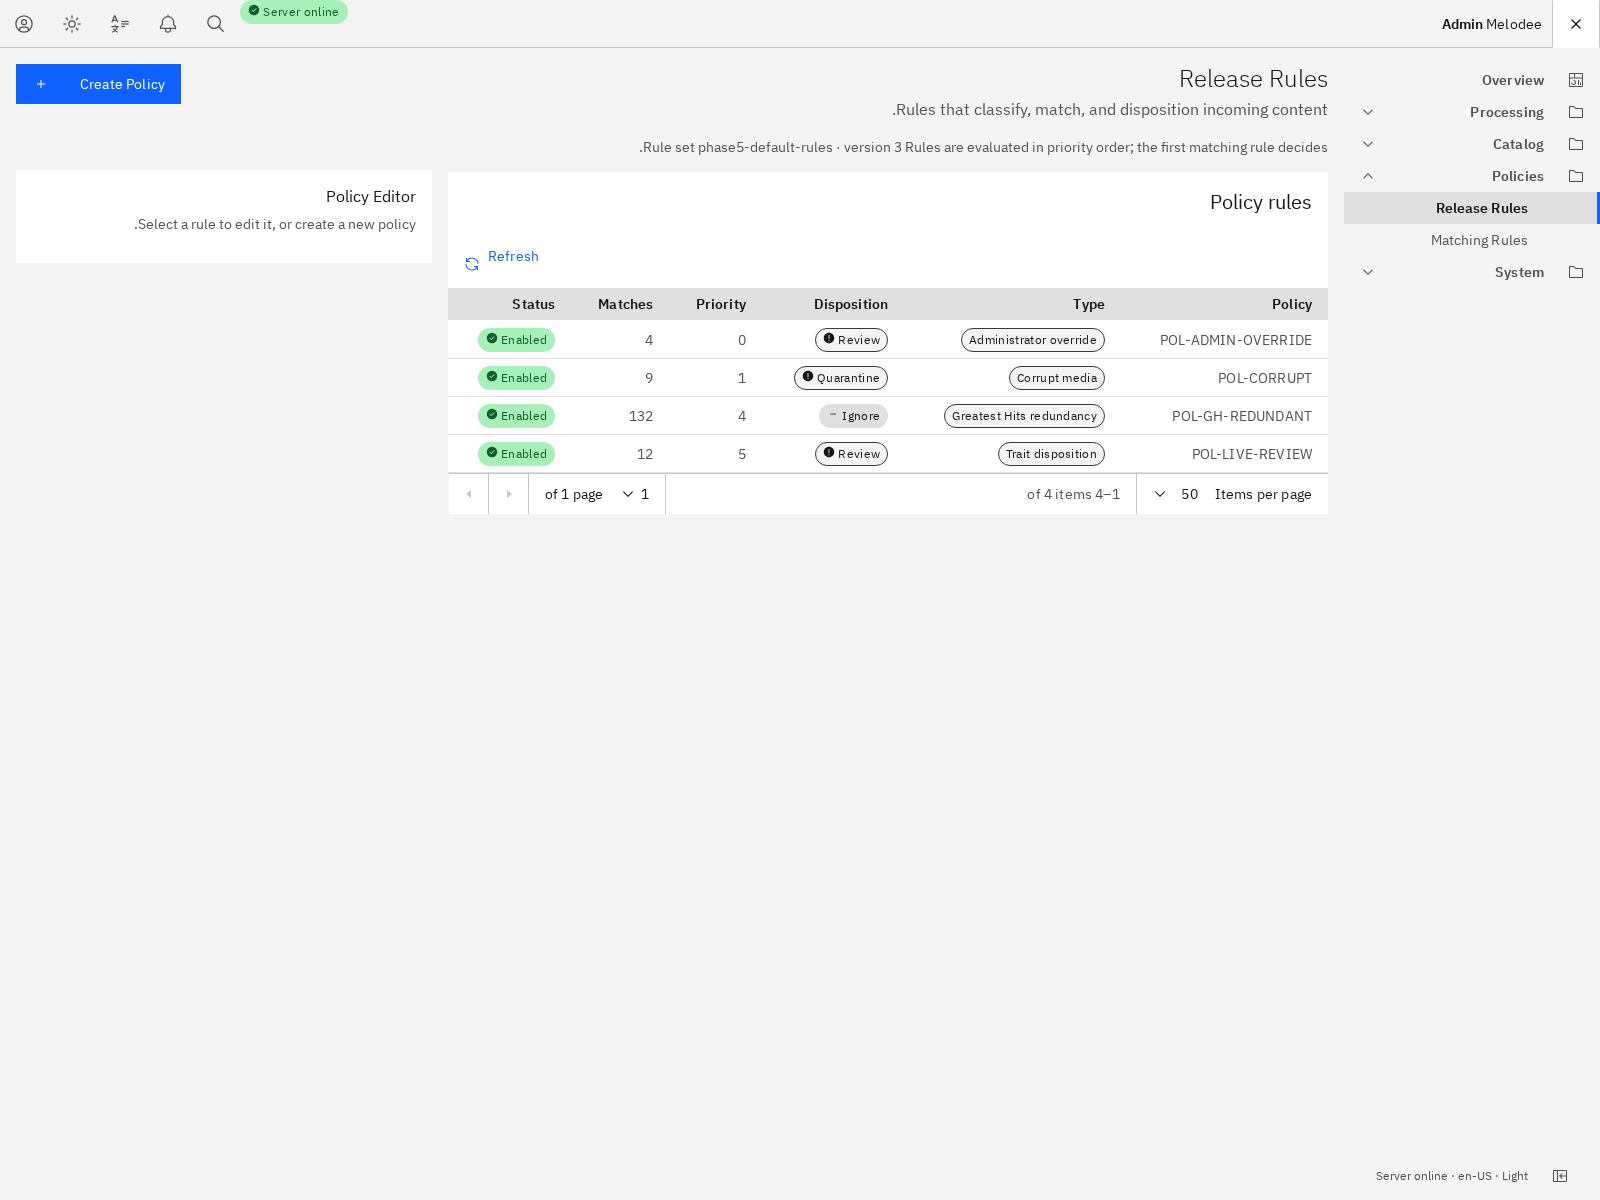 Server online
Admin Melodee
Overview
Processing
Catalog
Policies
Release Rules
Matching Rules
System
Release Rules
.Rules that classify, match, and disposition incoming content
.Rule set phase5-default-rules · version 3 Rules are evaluated in priority order; the first matching rule decides
Create Policy
Policy rules
Refresh
Status Matches Priority Disposition Type Policy
Enabled 4 0 Review Administrator override POL-ADMIN-OVERRIDE
Enabled 9 1 Quarantine Corrupt media POL-CORRUPT
Enabled 132 4 Ignore Greatest Hits redundancy POL-GH-REDUNDANT
Enabled 12 5 Review Trait disposition POL-LIVE-REVIEW
of 1 page 1 of 4 items 4–1 50 Items per page
Policy Editor
.Select a rule to edit it, or create a new policy
Server online · en-US · Light